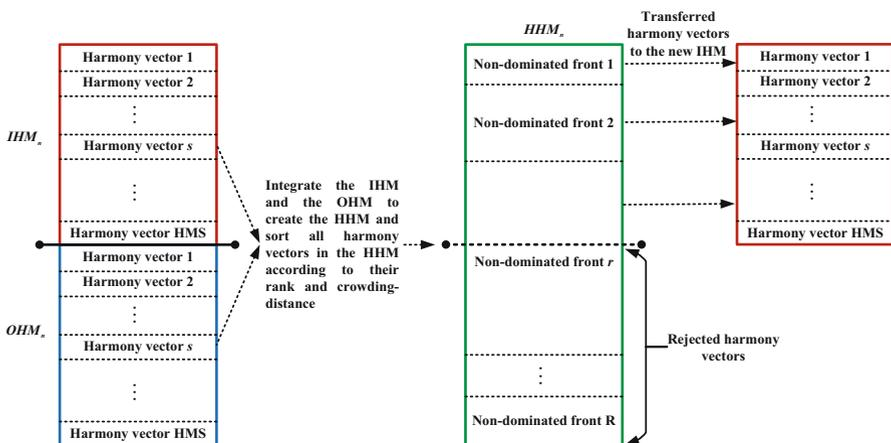 IHMₙ
Harmony vector 1
Harmony vector 2
⋮
Harmony vector s
⋮
Harmony vector HMS
OHMₙ
Harmony vector 1
Harmony vector 2
⋮
Harmony vector s
⋮
Harmony vector HMS
Integrate the IHM
and the OHM to
create the HHM and
sort all harmony
vectors in the HHM
according to their
rank and crowding-
distance
HHMₙ
Non-dominated front 1
Non-dominated front 2
Non-dominated front r
⋮
Non-dominated front R
Transferred
harmony vectors
to the new IHM
Harmony vector 1
Harmony vector 2
⋮
Harmony vector s
⋮
Harmony vector HMS
Rejected harmony
vectors